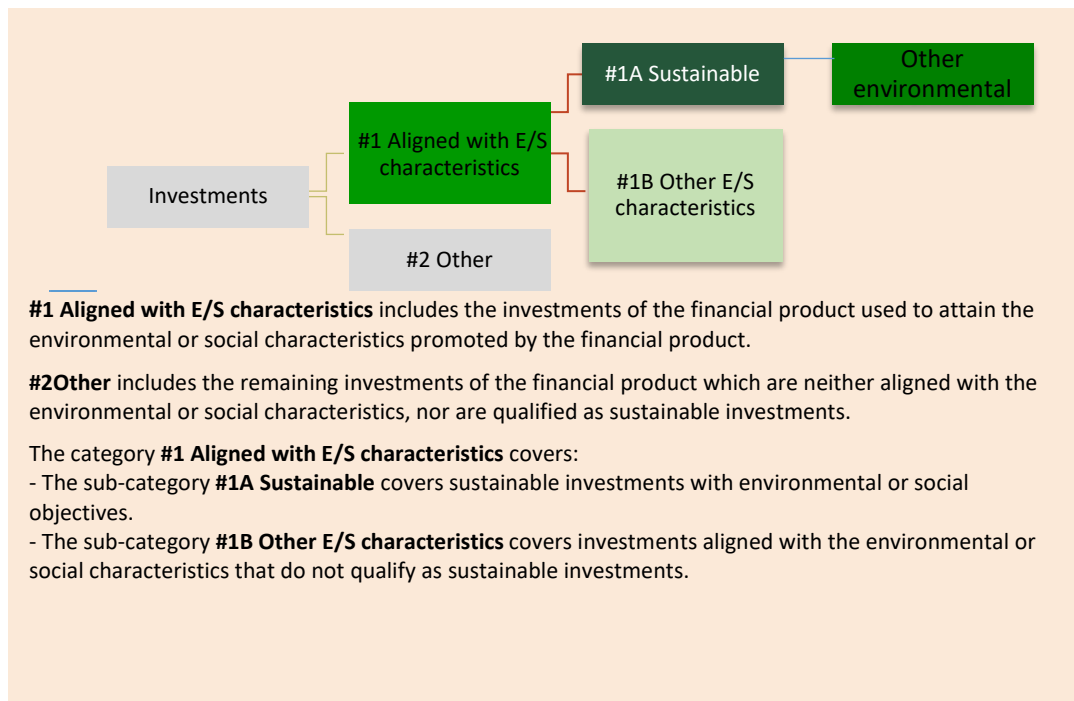 Other
environmental
#1A Sustainable
#1 Aligned with E/S
characteristics
#1B Other E/S
characteristics
Investments
#2 Other
#1 Aligned with E/S characteristics includes the investments of the financial product used to attain the
environmental or social characteristics promoted by the financial product.
#2Other includes the remaining investments of the financial product which are neither aligned with the
environmental or social characteristics, nor are qualified as sustainable investments.
The category #1 Aligned with E/S characteristics covers:
- The sub-category #1A Sustainable covers sustainable investments with environmental or social
objectives.
- The sub-category #1B Other E/S characteristics covers investments aligned with the environmental or
social characteristics that do not qualify as sustainable investments.